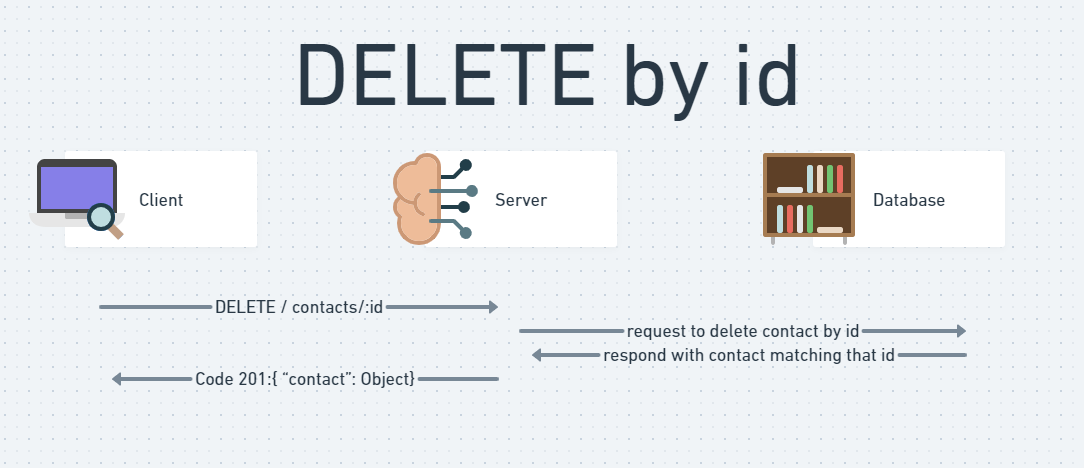 DELETE by id
Client
Server
Database
DELETE / contacts/:id
request to delete contact by id
respond with contact matching that id
Code 201:{ “contact”: Object}